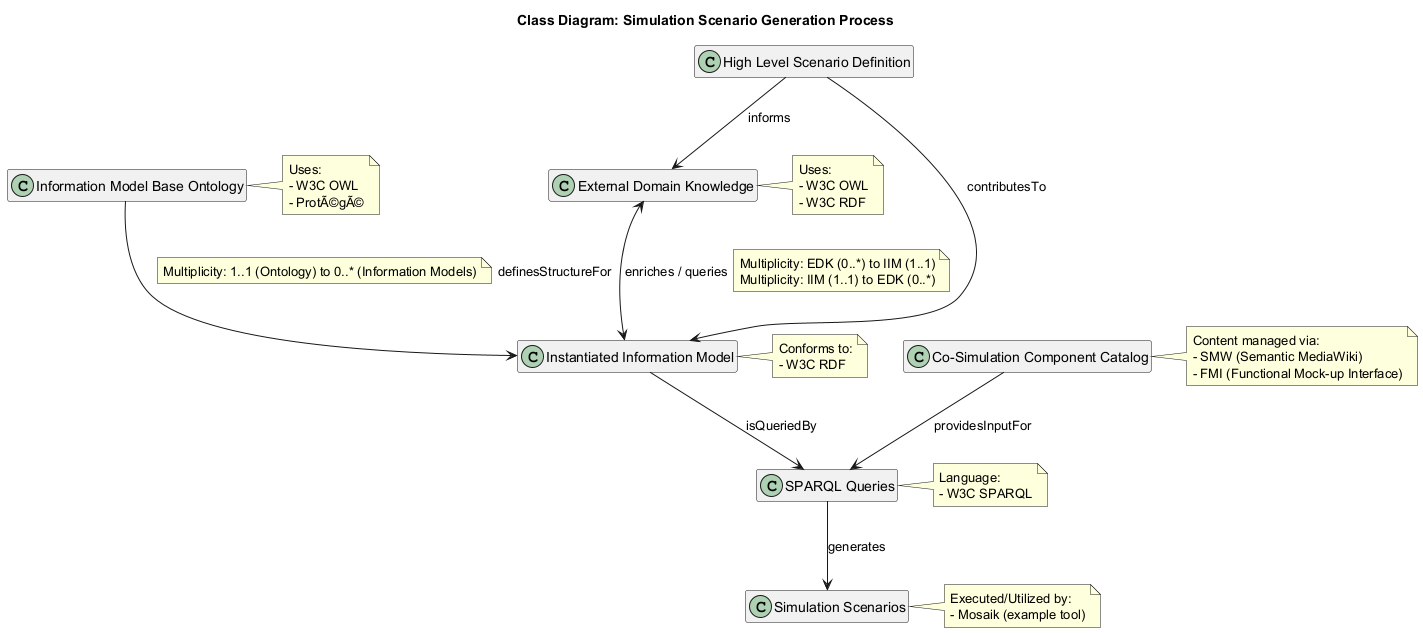 Class Diagram: Simulation Scenario Generation Process
C High Level Scenario Definition
informs
C Information Model Base Ontology
Uses:
- W3C OWL
- ProtÃ©gÃ©
C External Domain Knowledge
Uses:
- W3C OWL
- W3C RDF
contributesTo
Multiplicity: 1..1 (Ontology) to 0..* (Information Models)
definesStructureFor
enriches / queries
Multiplicity: EDK (0..*) to IIM (1..1)
Multiplicity: IIM (1..1) to EDK (0..*)
C Instantiated Information Model
Conforms to:
- W3C RDF
C Co-Simulation Component Catalog
Content managed via:
- SMW (Semantic MediaWiki)
- FMI (Functional Mock-up Interface)
isQueriedBy
providesInputFor
C SPARQL Queries
Language:
- W3C SPARQL
generates
C Simulation Scenarios
Executed/Utilized by:
- Mosaik (example tool)